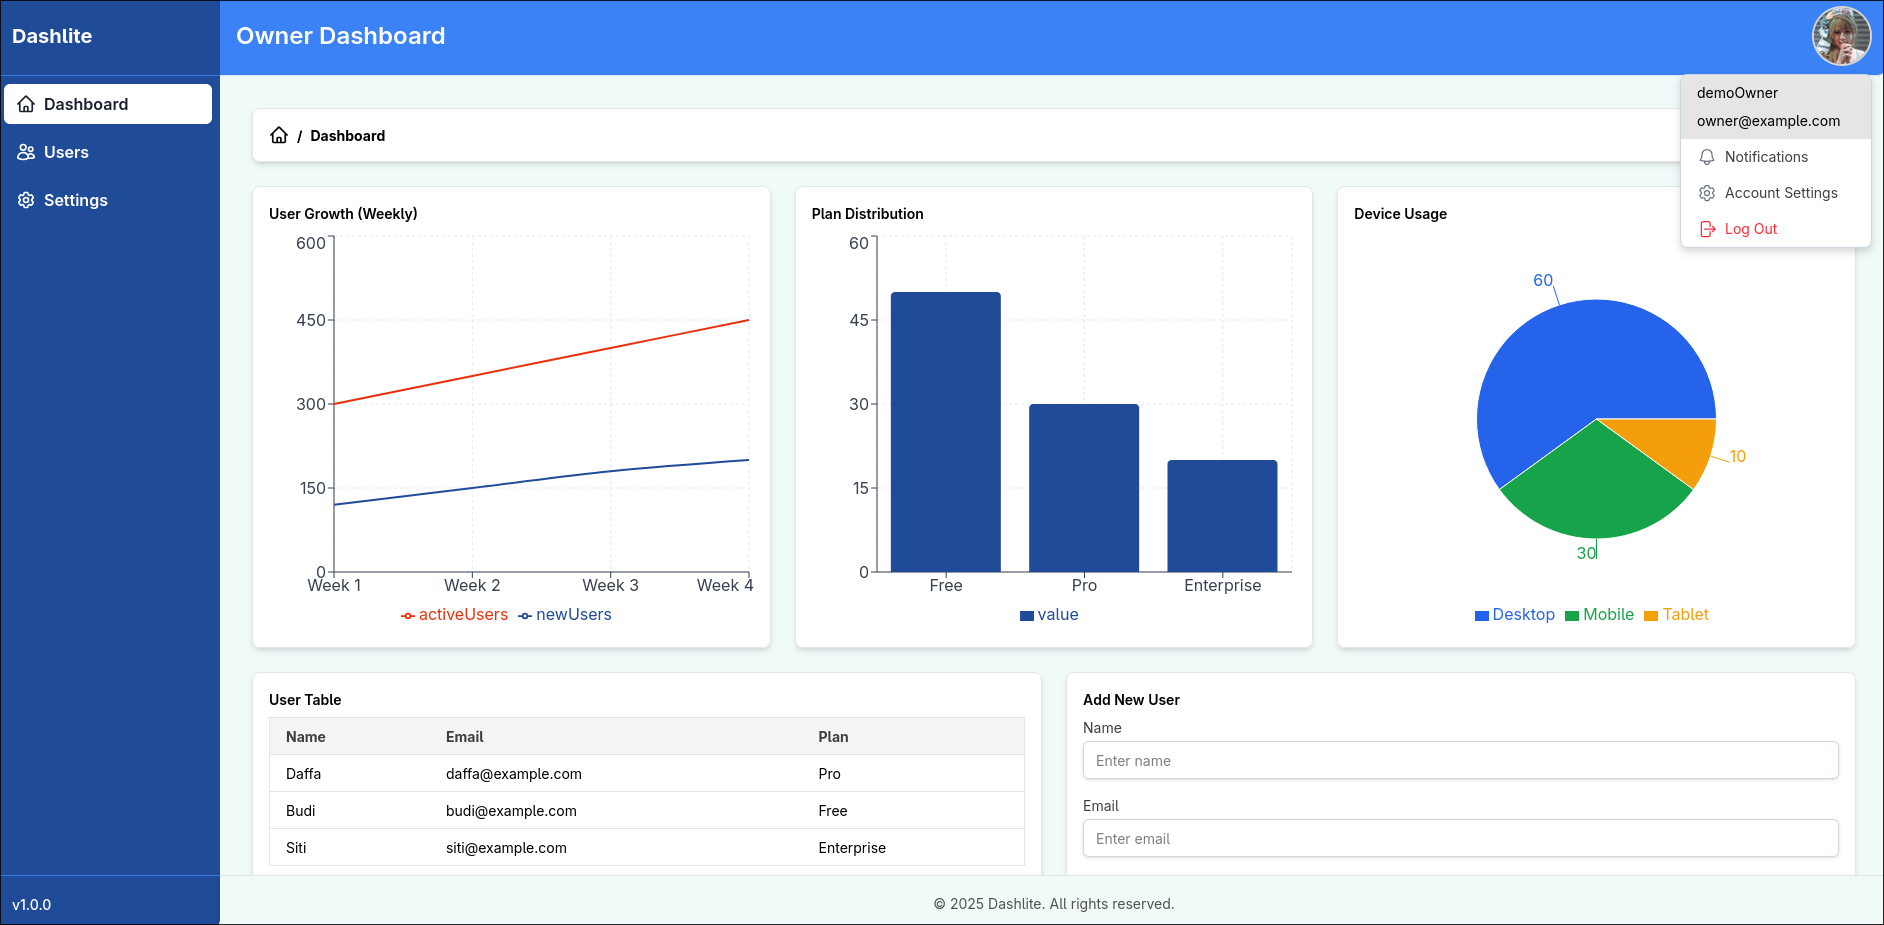 Dashlite
Owner Dashboard
demoOwner
owner@example.com
Notifications
Account Settings
Log Out
Dashboard
Users
Settings
v1.0.0
/ Dashboard
User Growth (Weekly)
600
450
300
150
0
Week 1 Week 2 Week 3 Week 4
activeUsers newUsers
Plan Distribution
60
45
30
15
0
Free Pro Enterprise
value
Device Usage
60
10
30
Desktop Mobile Tablet
User Table
Name Email Plan
Daffa daffa@example.com Pro
Budi budi@example.com Free
Siti siti@example.com Enterprise
Add New User
Name
Enter name
Email
Enter email
© 2025 Dashlite. All rights reserved.